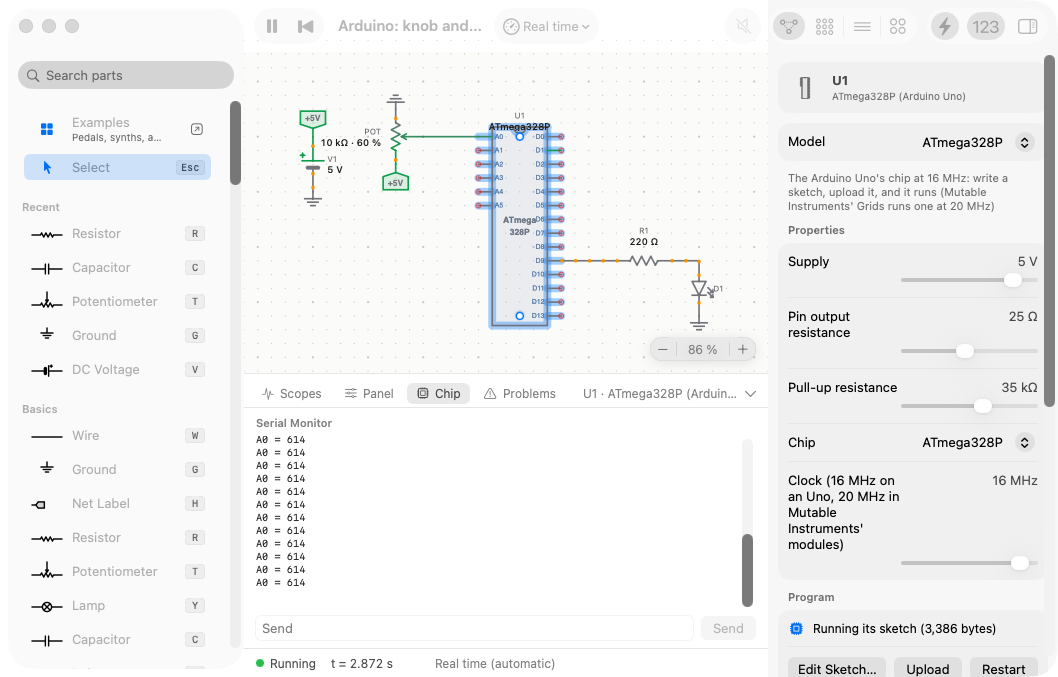 Arduino: knob and...
Real time
123
Search parts
Examples
Pedals, synths, a...
Select
Esc
Recent
Resistor
R
Capacitor
C
Potentiometer
T
Ground
G
DC Voltage
V
Basics
Wire
W
Ground
G
Net Label
H
Resistor
R
Potentiometer
T
Lamp
Y
Capacitor
C
+5V
V1
5 V
POT
10 kΩ · 60 %
+5V
U1
ATmega328P
A0
A1
A2
A3
A4
A5
ATmega
328P
D0
D1
D2
D3
D4
D5
D6
D7
D8
D9
D10
D11
D12
D13
R1
220 Ω
D1
86 %
Scopes
Panel
Chip
Problems
U1 · ATmega328P (Arduin...
Serial Monitor
A0 = 614
A0 = 614
A0 = 614
A0 = 614
A0 = 614
A0 = 614
A0 = 614
A0 = 614
A0 = 614
A0 = 614
A0 = 614
A0 = 614
Send
Send
Running
t = 2.872 s
Real time (automatic)
U1
ATmega328P (Arduino Uno)
Model
ATmega328P
The Arduino Uno's chip at 16 MHz: write a
sketch, upload it, and it runs (Mutable
Instruments' Grids runs one at 20 MHz)
Properties
Supply
5 V
Pin output
resistance
25 Ω
Pull-up resistance
35 kΩ
Chip
ATmega328P
Clock (16 MHz on
an Uno, 20 MHz in
Mutable
Instruments'
modules)
16 MHz
Program
Running its sketch (3,386 bytes)
Edit Sketch...
Upload
Restart